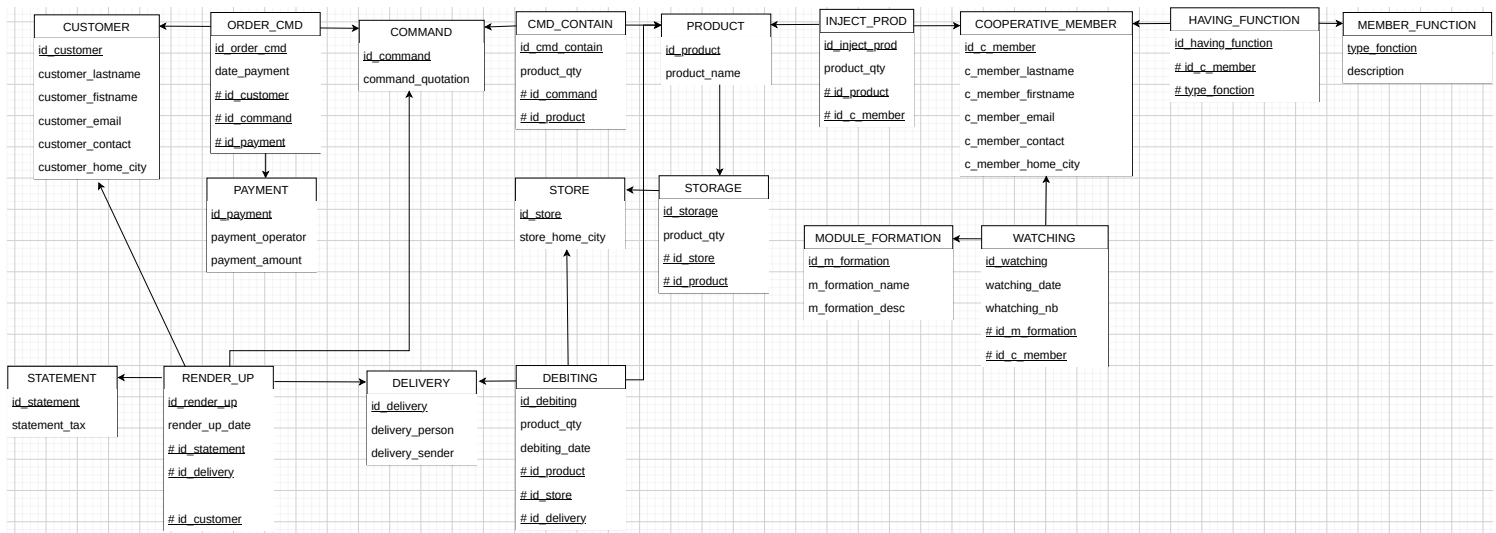 CUSTOMER
id_customer
customer_lastname
customer_fistname
customer_email
customer_contact
customer_home_city
ORDER_CMD
id_order_cmd
date_payment
# id_customer
# id_command
# id_payment
COMMAND
id_command
command_quotation
CMD_CONTAIN
id_cmd_contain
product_qty
# id_command
# id_product
PRODUCT
id_product
product_name
INJECT_PROD
id_inject_prod
product_qty
# id_product
# id_c_member
COOPERATIVE_MEMBER
id_c_member
c_member_lastname
c_member_firstname
c_member_email
c_member_contact
c_member_home_city
HAVING_FUNCTION
id_having_function
# id_c_member
# type_fonction
MEMBER_FUNCTION
type_fonction
description
PAYMENT
id_payment
payment_operator
payment_amount
STORE
id_store
store_home_city
STORAGE
id_storage
product_qty
# id_store
# id_product
MODULE_FORMATION
id_m_formation
m_formation_name
m_formation_desc
WATCHING
id_watching
watching_date
whatching_nb
# id_m_formation
# id_c_member
STATEMENT
id_statement
statement_tax
RENDER_UP
id_render_up
render_up_date
# id_statement
# id_delivery
# id_customer
DELIVERY
id_delivery
delivery_person
delivery_sender
DEBITING
id_debiting
product_qty
debiting_date
# id_product
# id_store
# id_delivery